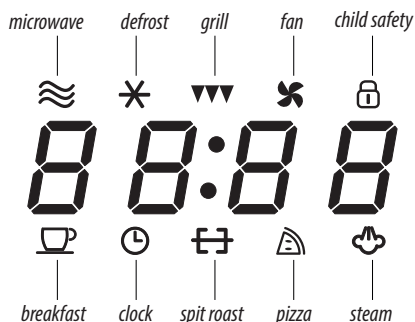 microwave defrost grill fan child safety
8 8:8 8
breakfast clock spit roast pizza steam